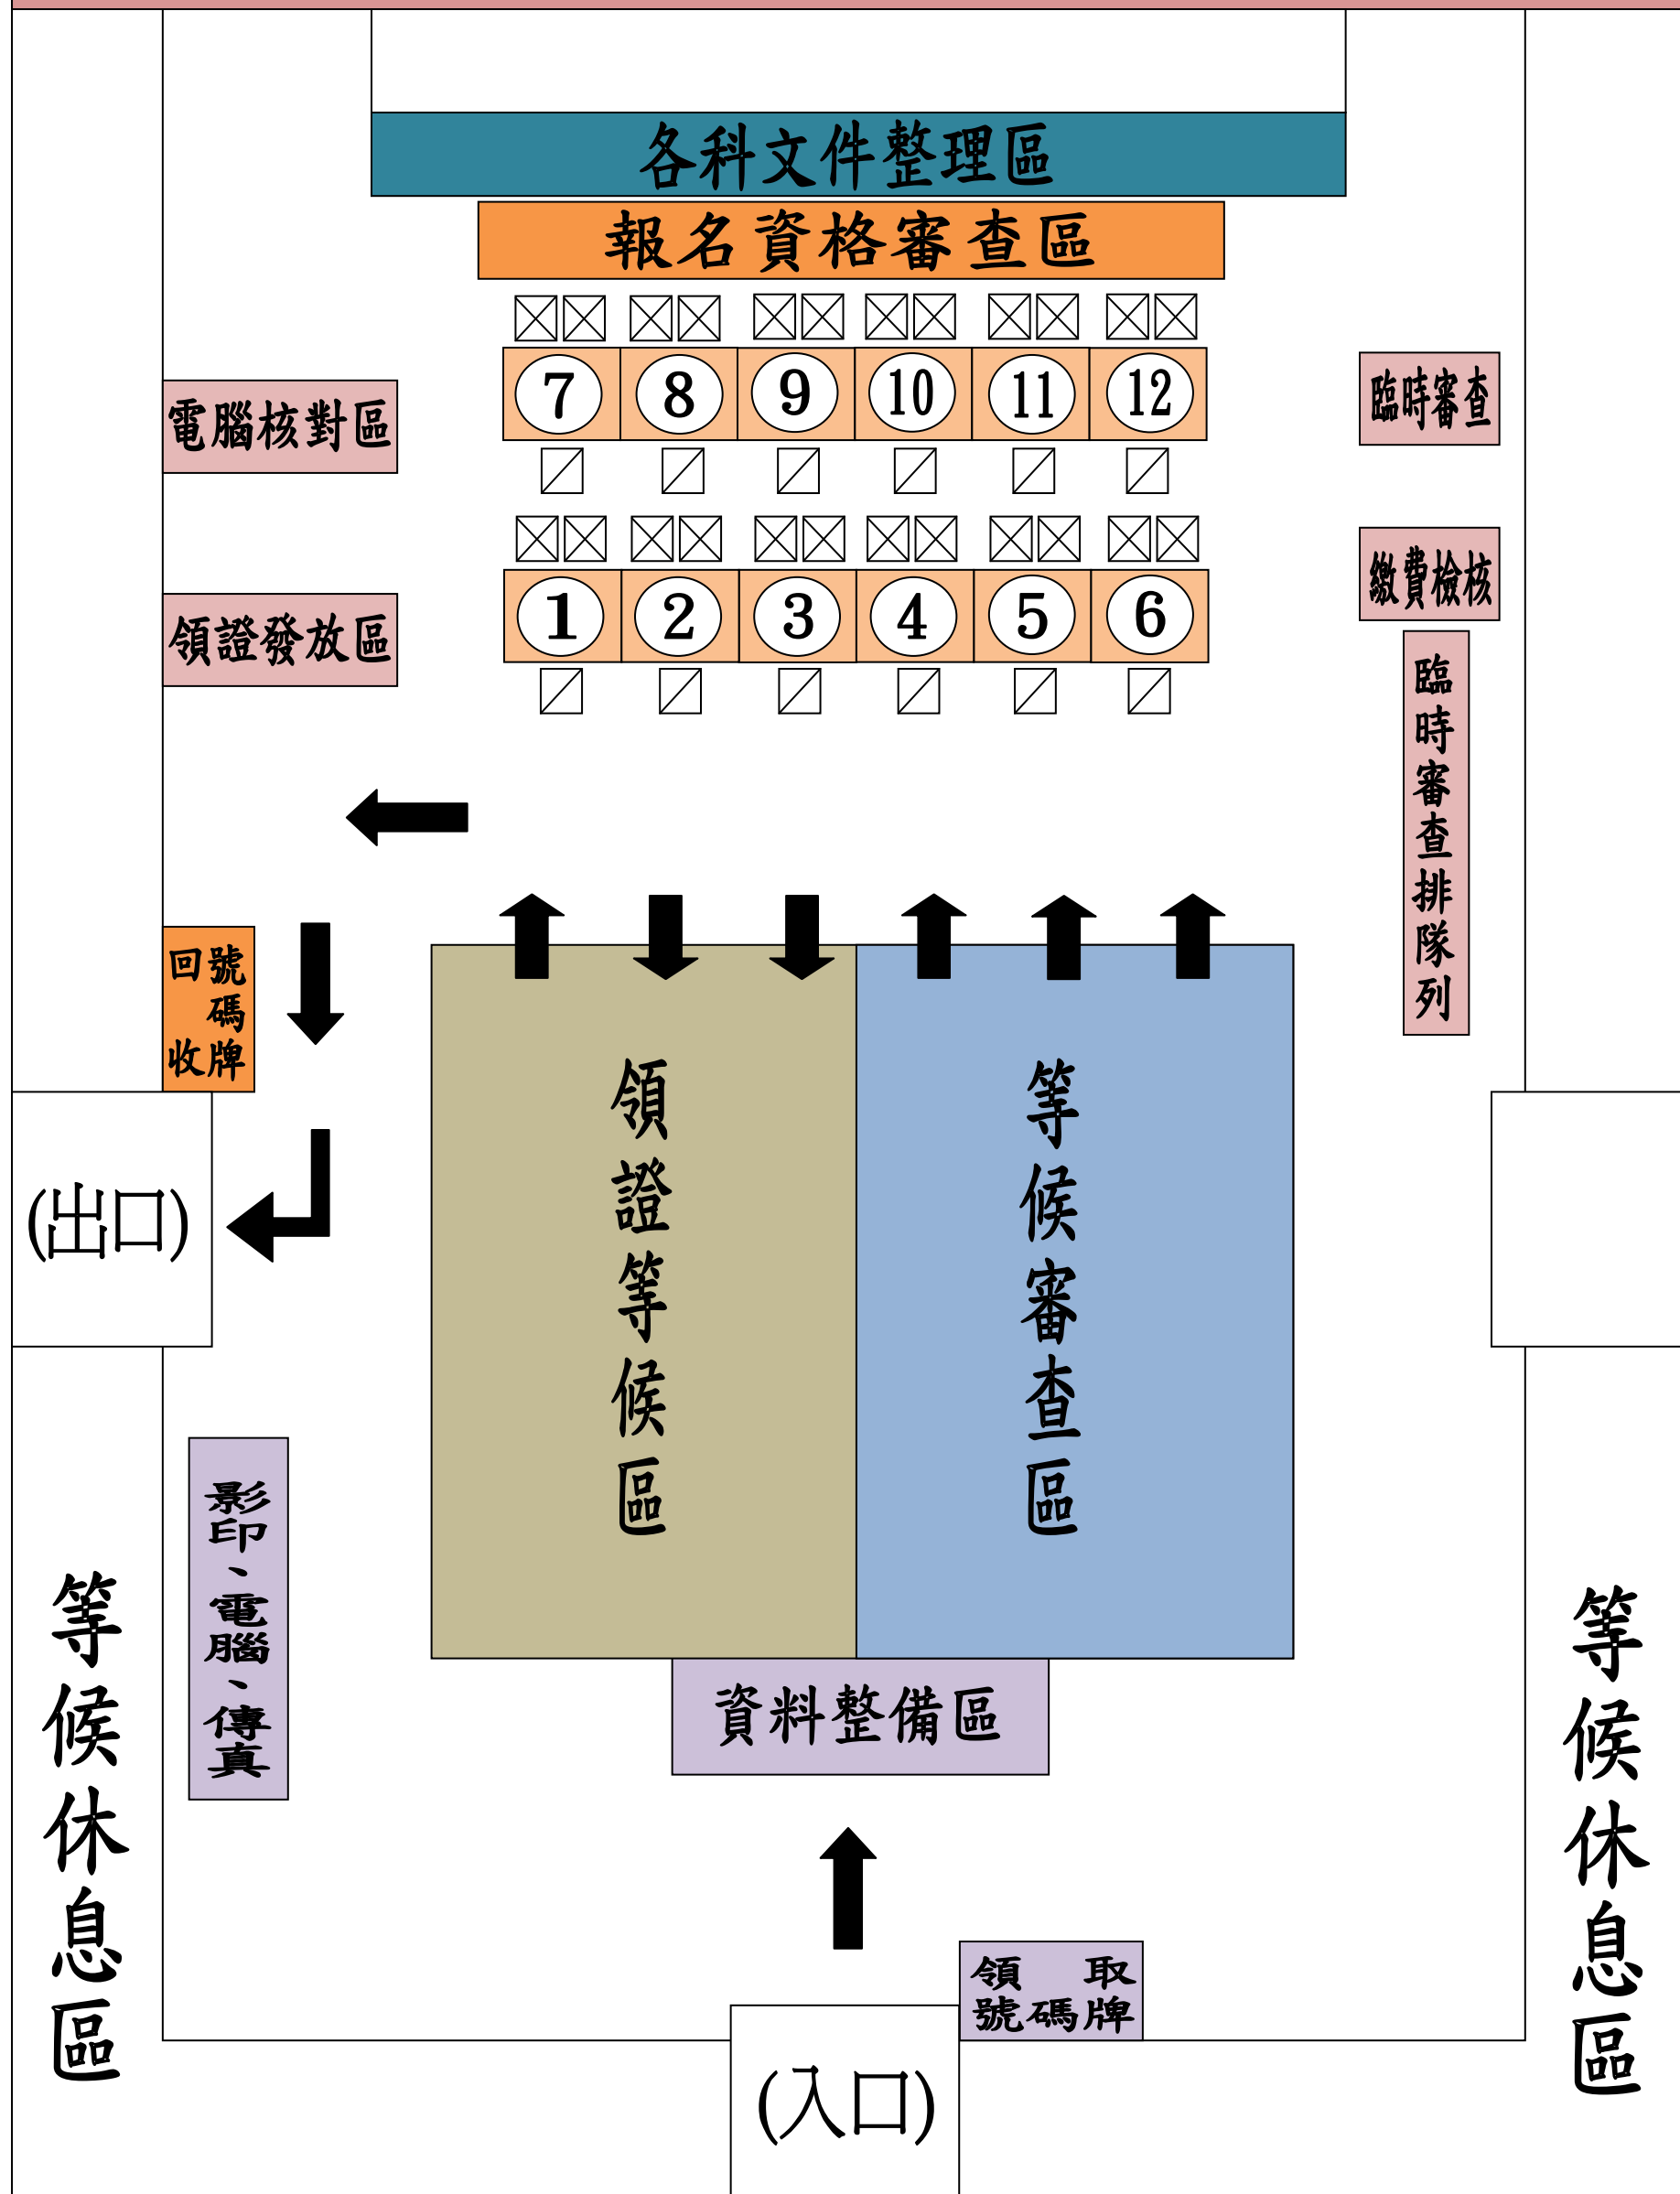 各科文件整理區
報名資格審查區
7 8 9 10 11 12
電腦核對區
臨時審查
1 2 3 4 5 6
領證發放區
繳費檢核
臨時審查排隊列
號碼牌
回收
領證等候區
等候審查區
(出口)
影印、電腦、傳真
資料整備區
等候休息區
等候休息區
領取
號碼牌
(入口)